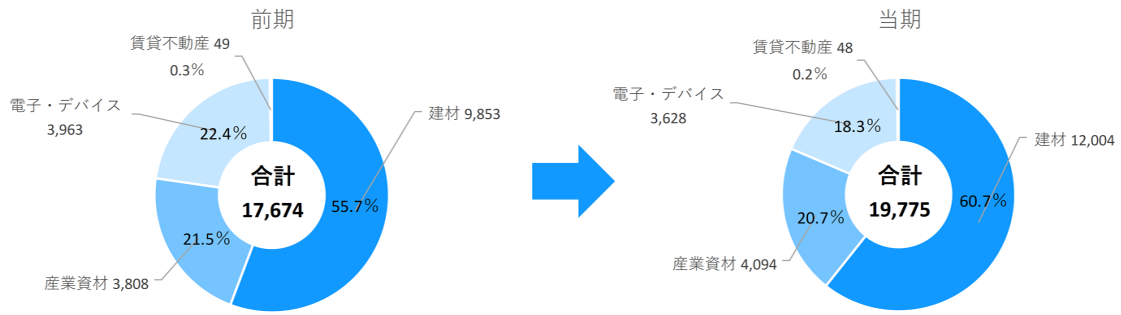 前期
賃貸不動産 49
0.3%
電子・デバイス
3,963
22.4%
建材 9,853
合計
17,674
55.7%
21.5%
産業資材 3,808
当期
賃貸不動産 48
0.2%
電子・デバイス
3,628
18.3%
建材 12,004
合計
19,775
60.7%
20.7%
産業資材 4,094